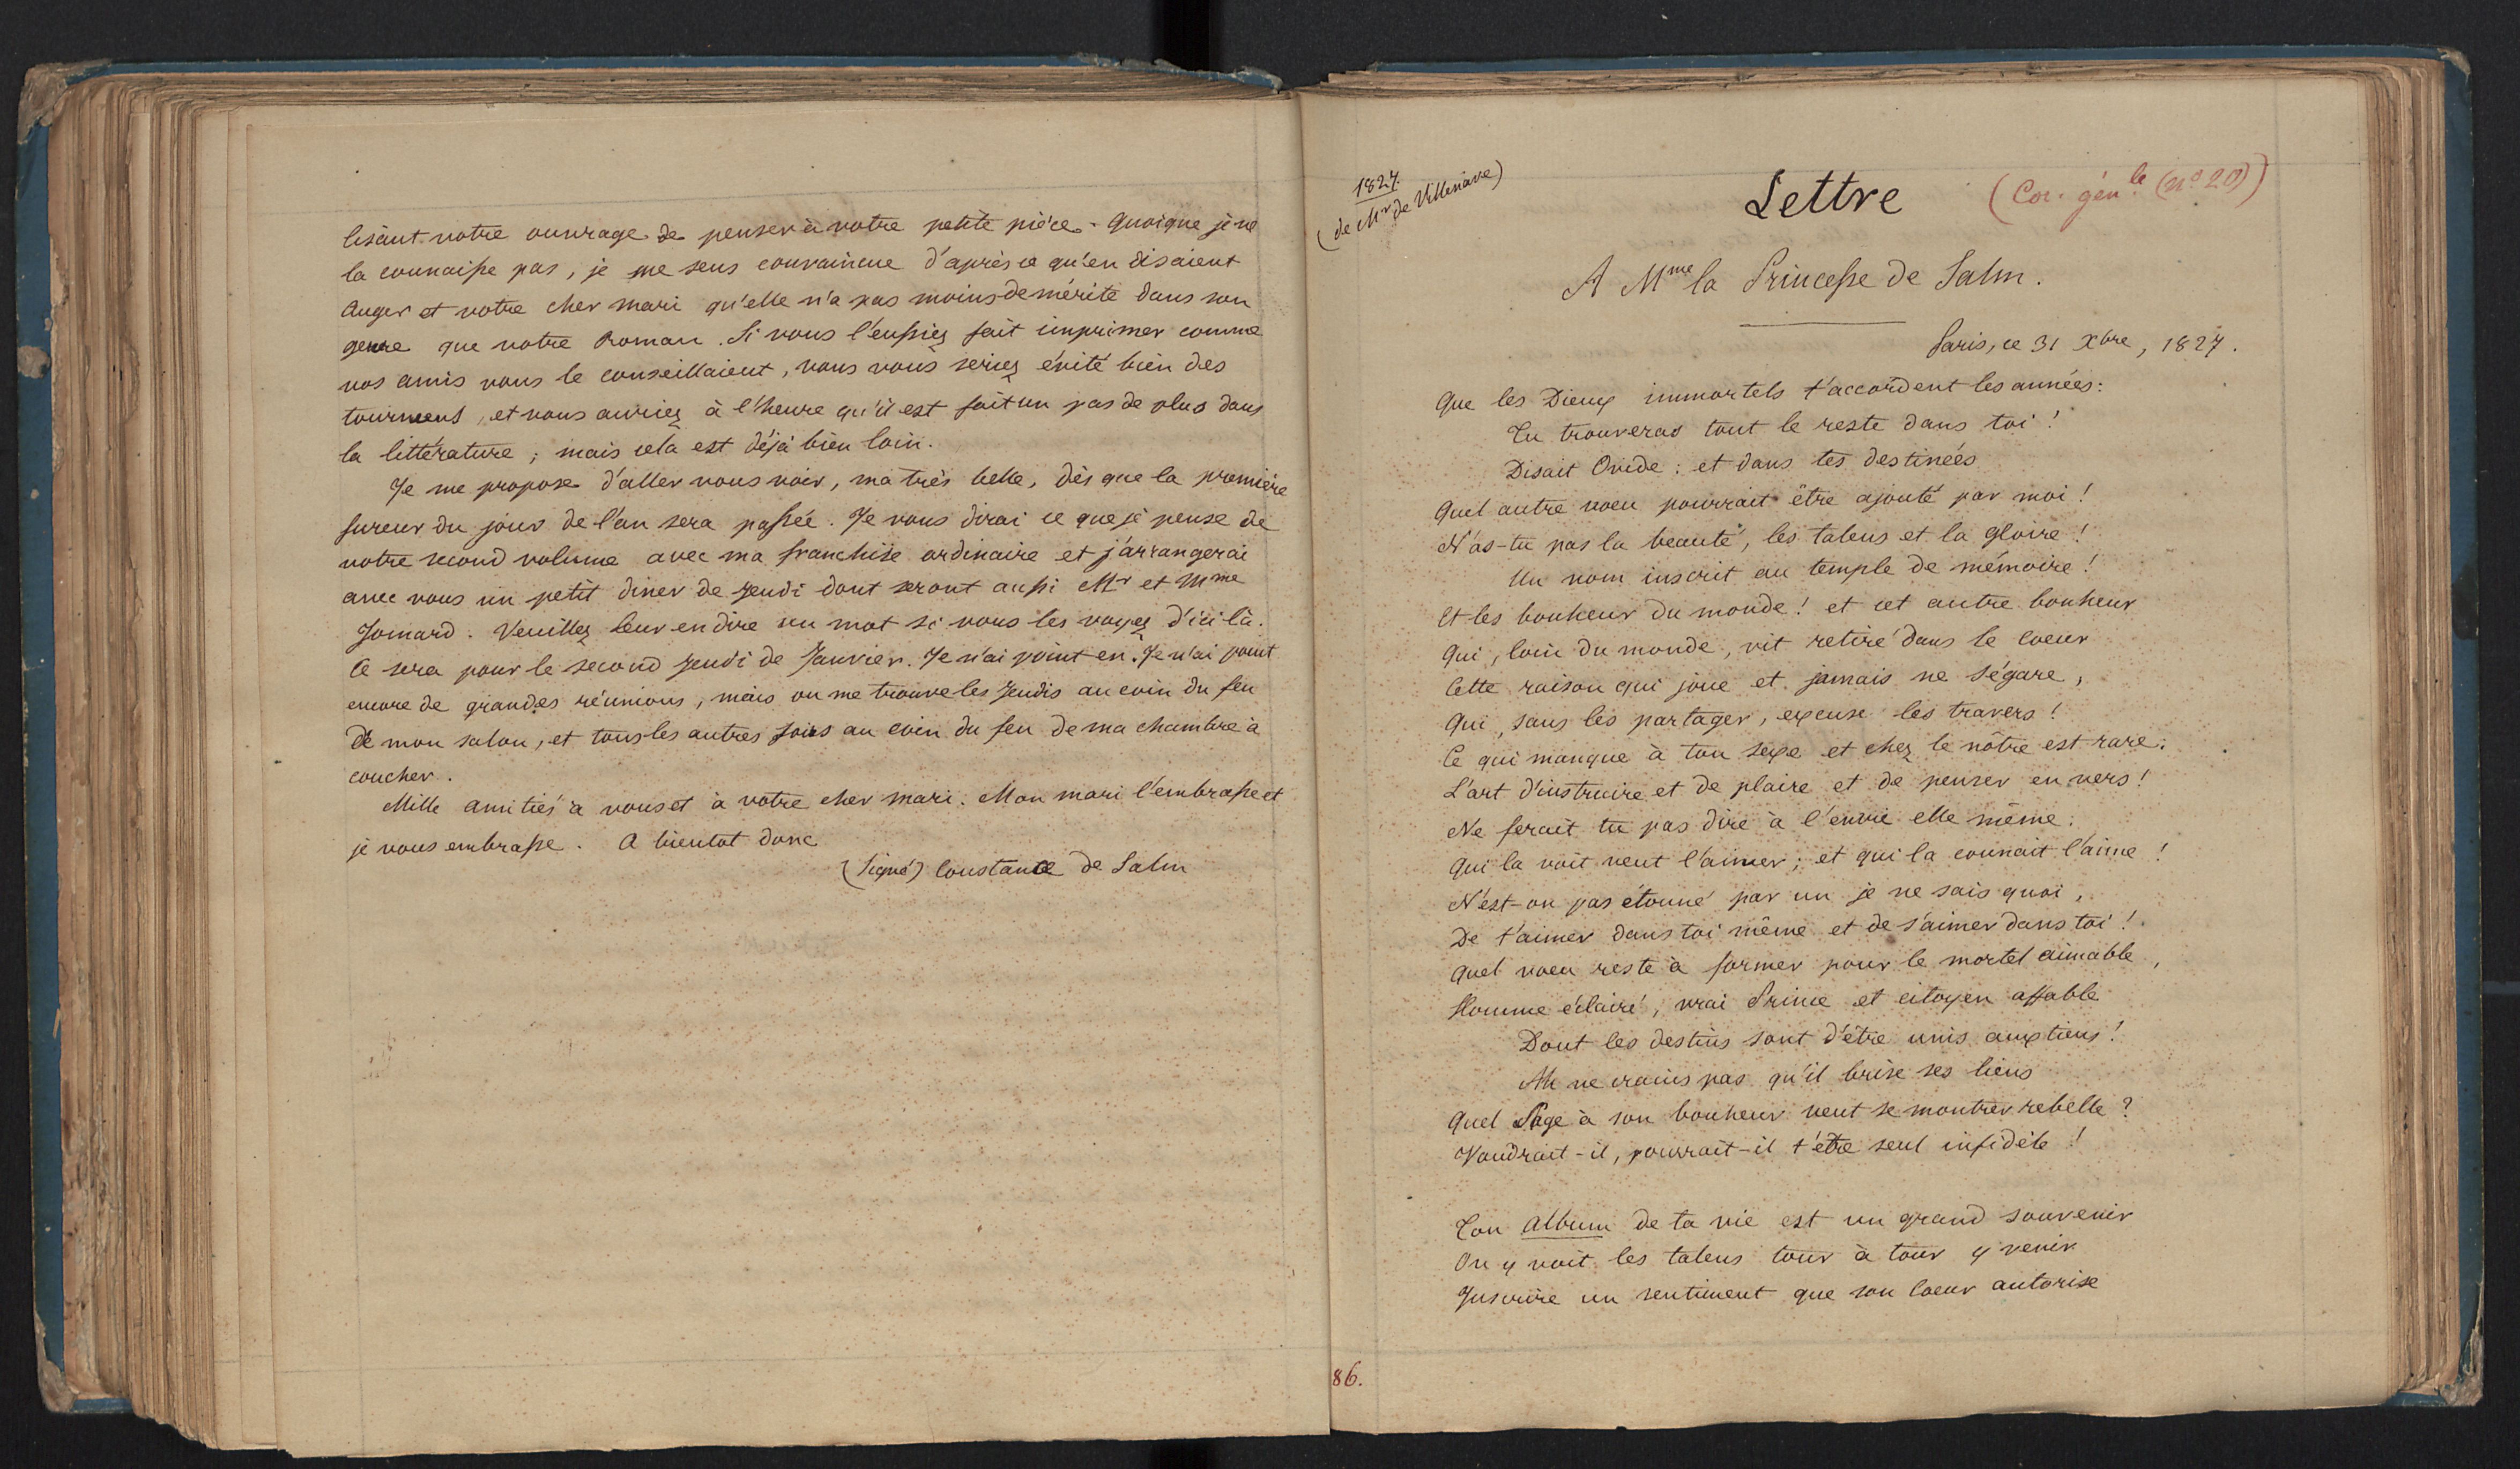 lisant votre ouvrage de penser à votre petite pièce. Quoique je ne
la connaisse pas, je me sens convaincue d'après ce qu'en disaient
Auger et votre cher mari qu'elle n'a pas moins de mérite dans son
genre que votre Roman. Si vous l'eussiez fait imprimer comme
nos amis vous le conseillaient, vous vous seriez évité bien des
tourmens, et vous auriez à l'heure qu'il est fait un pas de plus dans
la littérature; mais cela est déjà bien loin.
Je me propose d'aller vous voir, ma très belle, dès que la première
fureur du jour de l'an sera passée. Je vous dirai ce que je pense de
votre second volume avec ma franchise ordinaire et j'arrangerai
avec vous un petit diner de jeudi dont seront aussi Mr et Mme
Jomard. Veuillez leur en dire un mot si vous les voyez d'ici là.
Ce sera pour le second jeudi de Janvier. Je n'ai point en. Je n'ai point
encore de grandes réunions, mais on me trouve les jeudis au coin du feu
de mon salon, et tous les autres soirs au coin du feu de ma chambre à
coucher.
Mille amitiés à vous et à votre cher mari. Mon mari l'embrasse et
je vous embrasse. A bientot donc
(Signé) Constance de Salm
1827.
(de Mr de Villenave)
Lettre (Cor. génle (n° 20))
A Mme la Princesse de Salm.
Paris, ce 31 Xbre, 1827.
Que les Dieux immortels t'accordent les années:
Tu trouveras tout le reste dans toi!
Disait Ovide: et dans tes destinées
Quel autre voeu pourrait être ajouté par moi!
N'as-tu pas la beauté, les talens et la gloire!
Un nom inscrit au temple de mémoire!
Et les bonheur du monde! et cet autre bonheur
Qui, loin du monde, vit retiré dans le coeur
Cette raison qui joue et jamais ne s'égare,
Qui, sans les partager, excuse les travers!
Ce qui manque à ton sexe et chez le nôtre est rare:
L'art d'instruire et de plaire et de penser en vers!
Ne ferait tu pas dire à l'envie elle même:
Qui la voit veut l'aimer; et qui la connait l'aime!
N'est-on pas étonné par un je ne sais quoi,
De t'aimer dans toi même et de s'aimer dans toi!
Quel voeu reste à former pour le mortel aimable,
Homme éclairé, vrai Prince et citoyen affable
Dont les destins sont d'être unis aux tiens!
Ah ne crains pas qu'il brise ses liens
Quel Sage à son bonheur veut se montrer rebelle?
Voudrait-il, pourrait-il t'être seul infidèle!
Ton album de ta vie est un grand souvenir
On y voit les talens tour à tour y venir
Inscrire un sentiment que son coeur autorise
86.